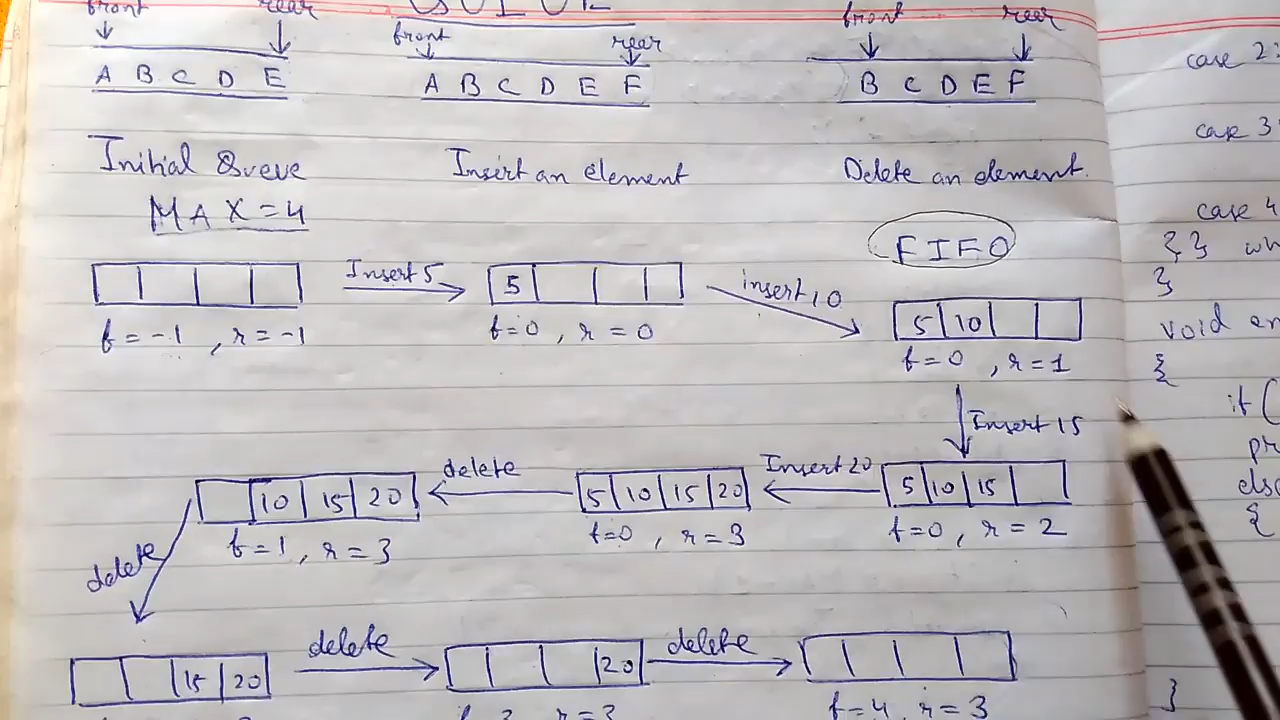 front rear QUEUE front rear
front rear
A B C D E A B C D E F B C D E F
Initial Queue Insert an element Delete an element.
MAX=4
FIFO
Insert 5 5 insert 10
f=-1, r=-1 f=0, r=0
5 10
f=0, r=1
Insert 15
delete Insert 20
10 15 20 5 10 15 20 5 10 15
f=1, r=3 f=0, r=3 f=0, r=2
delete
delete delete
15 20 20
r=3 f=4, r=3
case 2:
case 3:
case 4
}} wh
}
void en
{
if (
pr
else
{
}